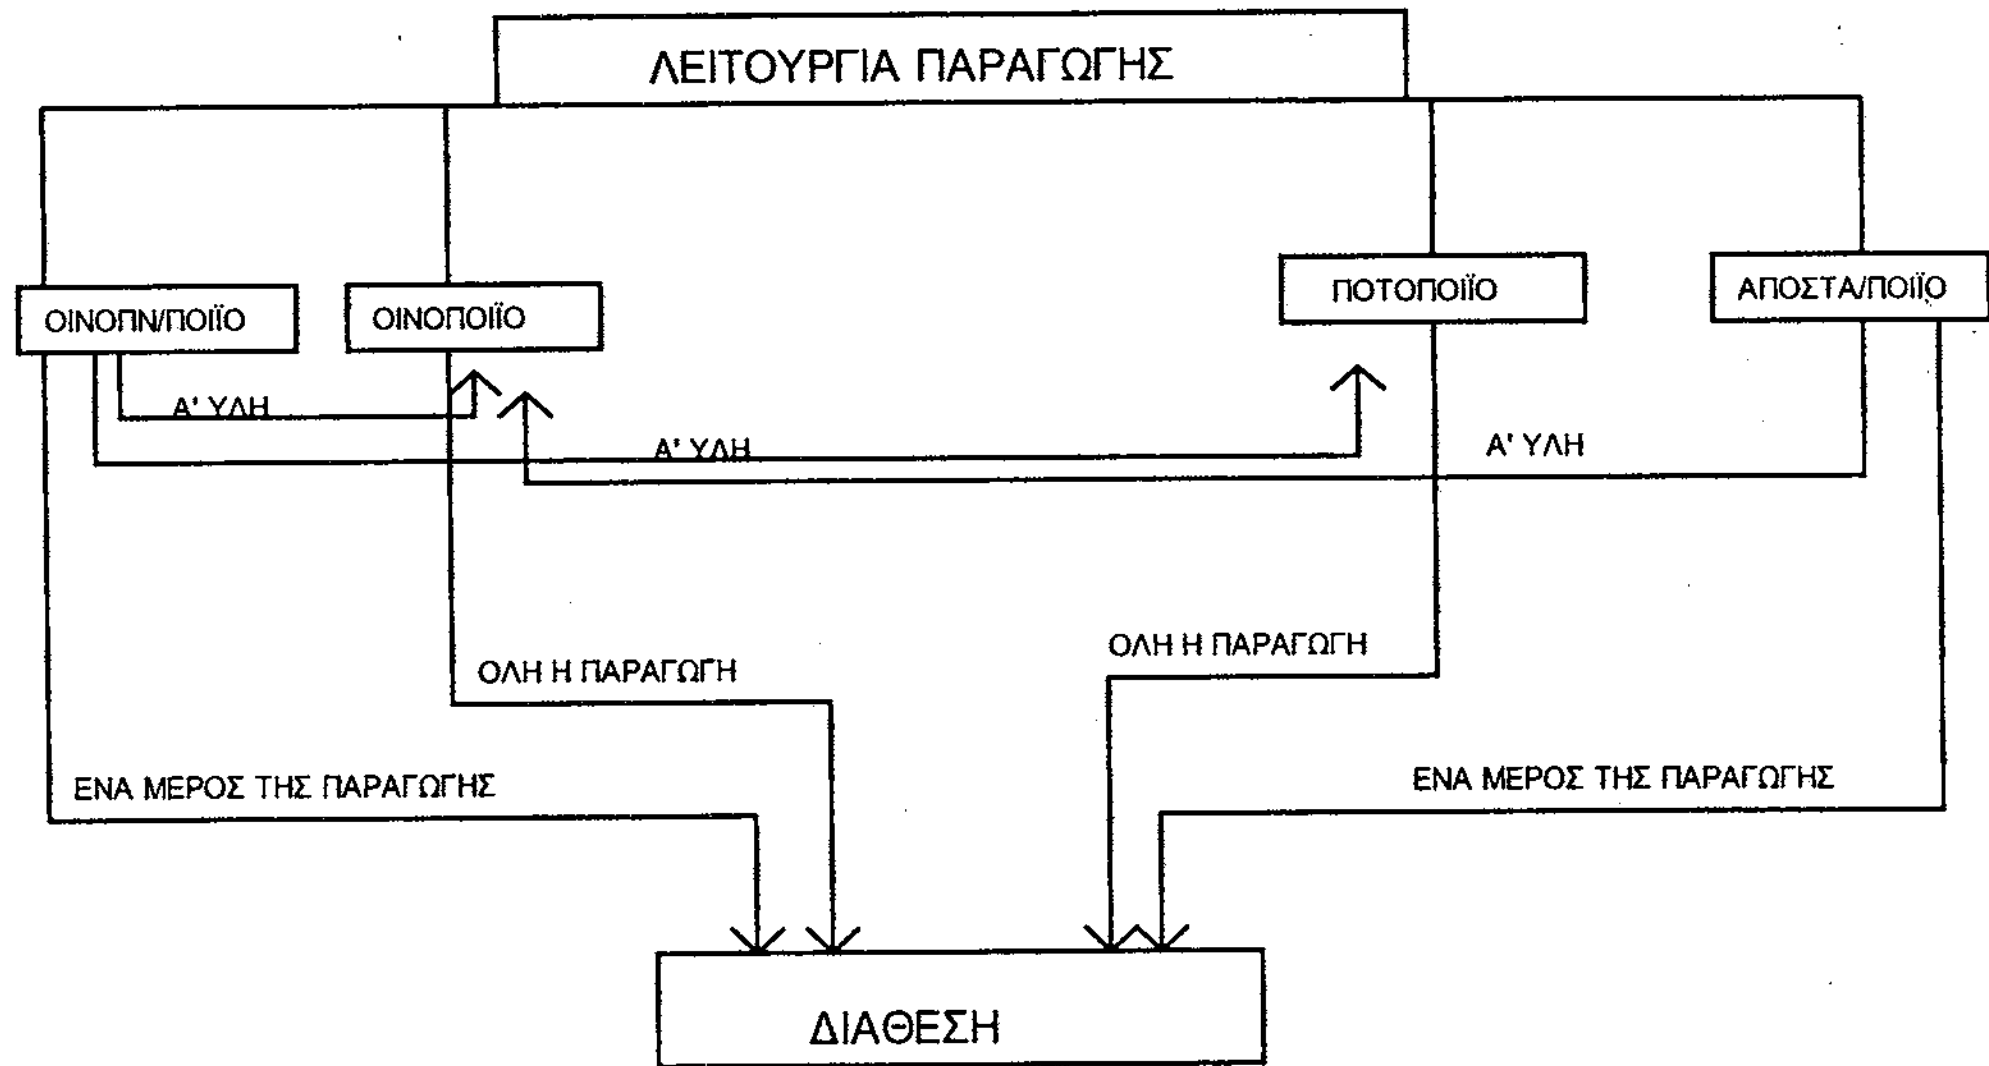 ΛΕΙΤΟΥΡΓΙΑ ΠΑΡΑΓΩΓΗΣ
ΟΙΝΟΠΝ/ΠΟΙΪΟ
ΟΙΝΟΠΟΙΪΟ
ΠΟΤΟΠΟΙΪΟ
ΑΠΟΣΤΑ/ΠΟΙΪΟ
Α' ΥΛΗ
Α' ΥΛΗ
Α' ΥΛΗ
ΟΛΗ Η ΠΑΡΑΓΩΓΗ
ΟΛΗ Η ΠΑΡΑΓΩΓΗ
ΕΝΑ ΜΕΡΟΣ ΤΗΣ ΠΑΡΑΓΩΓΗΣ
ΕΝΑ ΜΕΡΟΣ ΤΗΣ ΠΑΡΑΓΩΓΗΣ
ΔΙΑΘΕΣΗ